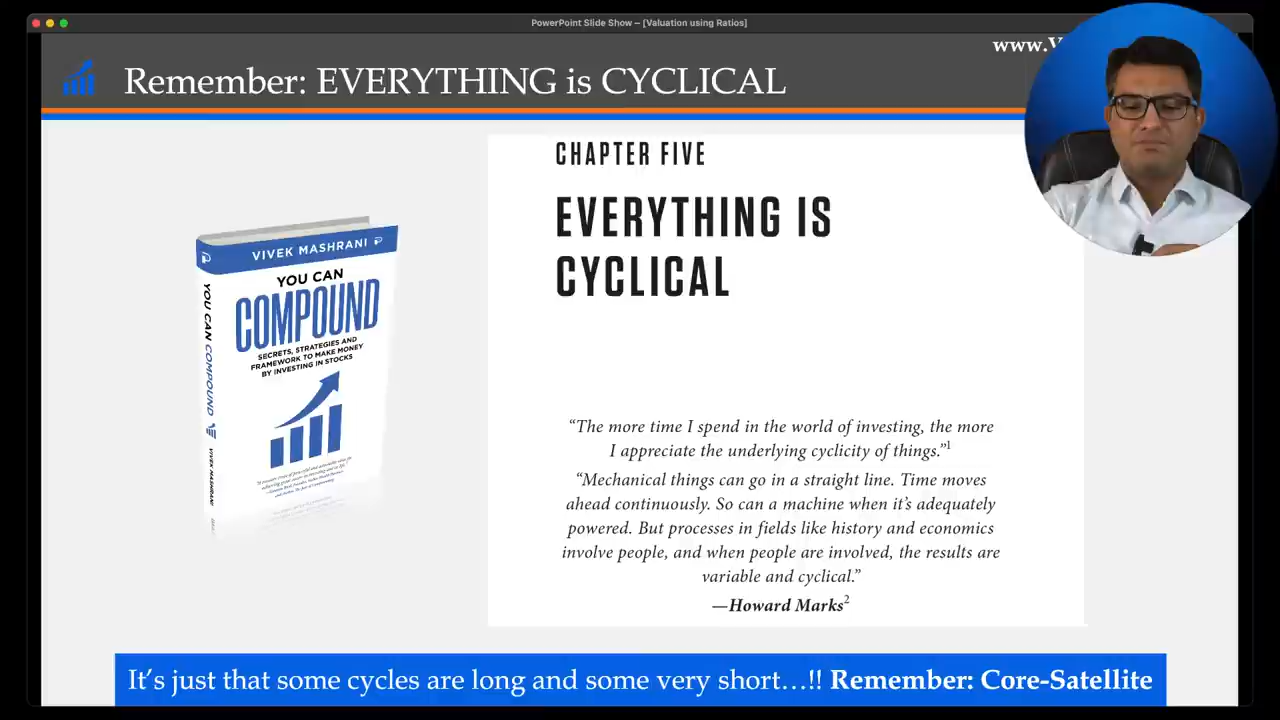 PowerPoint Slide Show – [Valuation using Ratios]
Remember: EVERYTHING is CYCLICAL
CHAPTER FIVE
EVERYTHING IS
CYCLICAL
VIVEK MASHRANI
YOU CAN
COMPOUND
SECRETS, STRATEGIES AND
FRAMEWORK TO MAKE MONEY
BY INVESTING IN STOCKS
YOU CAN COMPOUND
VIVEK MASHRANI
“The more time I spend in the world of investing, the more
I appreciate the underlying cyclicity of things.”1
“Mechanical things can go in a straight line. Time moves
ahead continuously. So can a machine when it’s adequately
powered. But processes in fields like history and economics
involve people, and when people are involved, the results are
variable and cyclical.”
—Howard Marks2
It’s just that some cycles are long and some very short…!! Remember: Core-Satellite